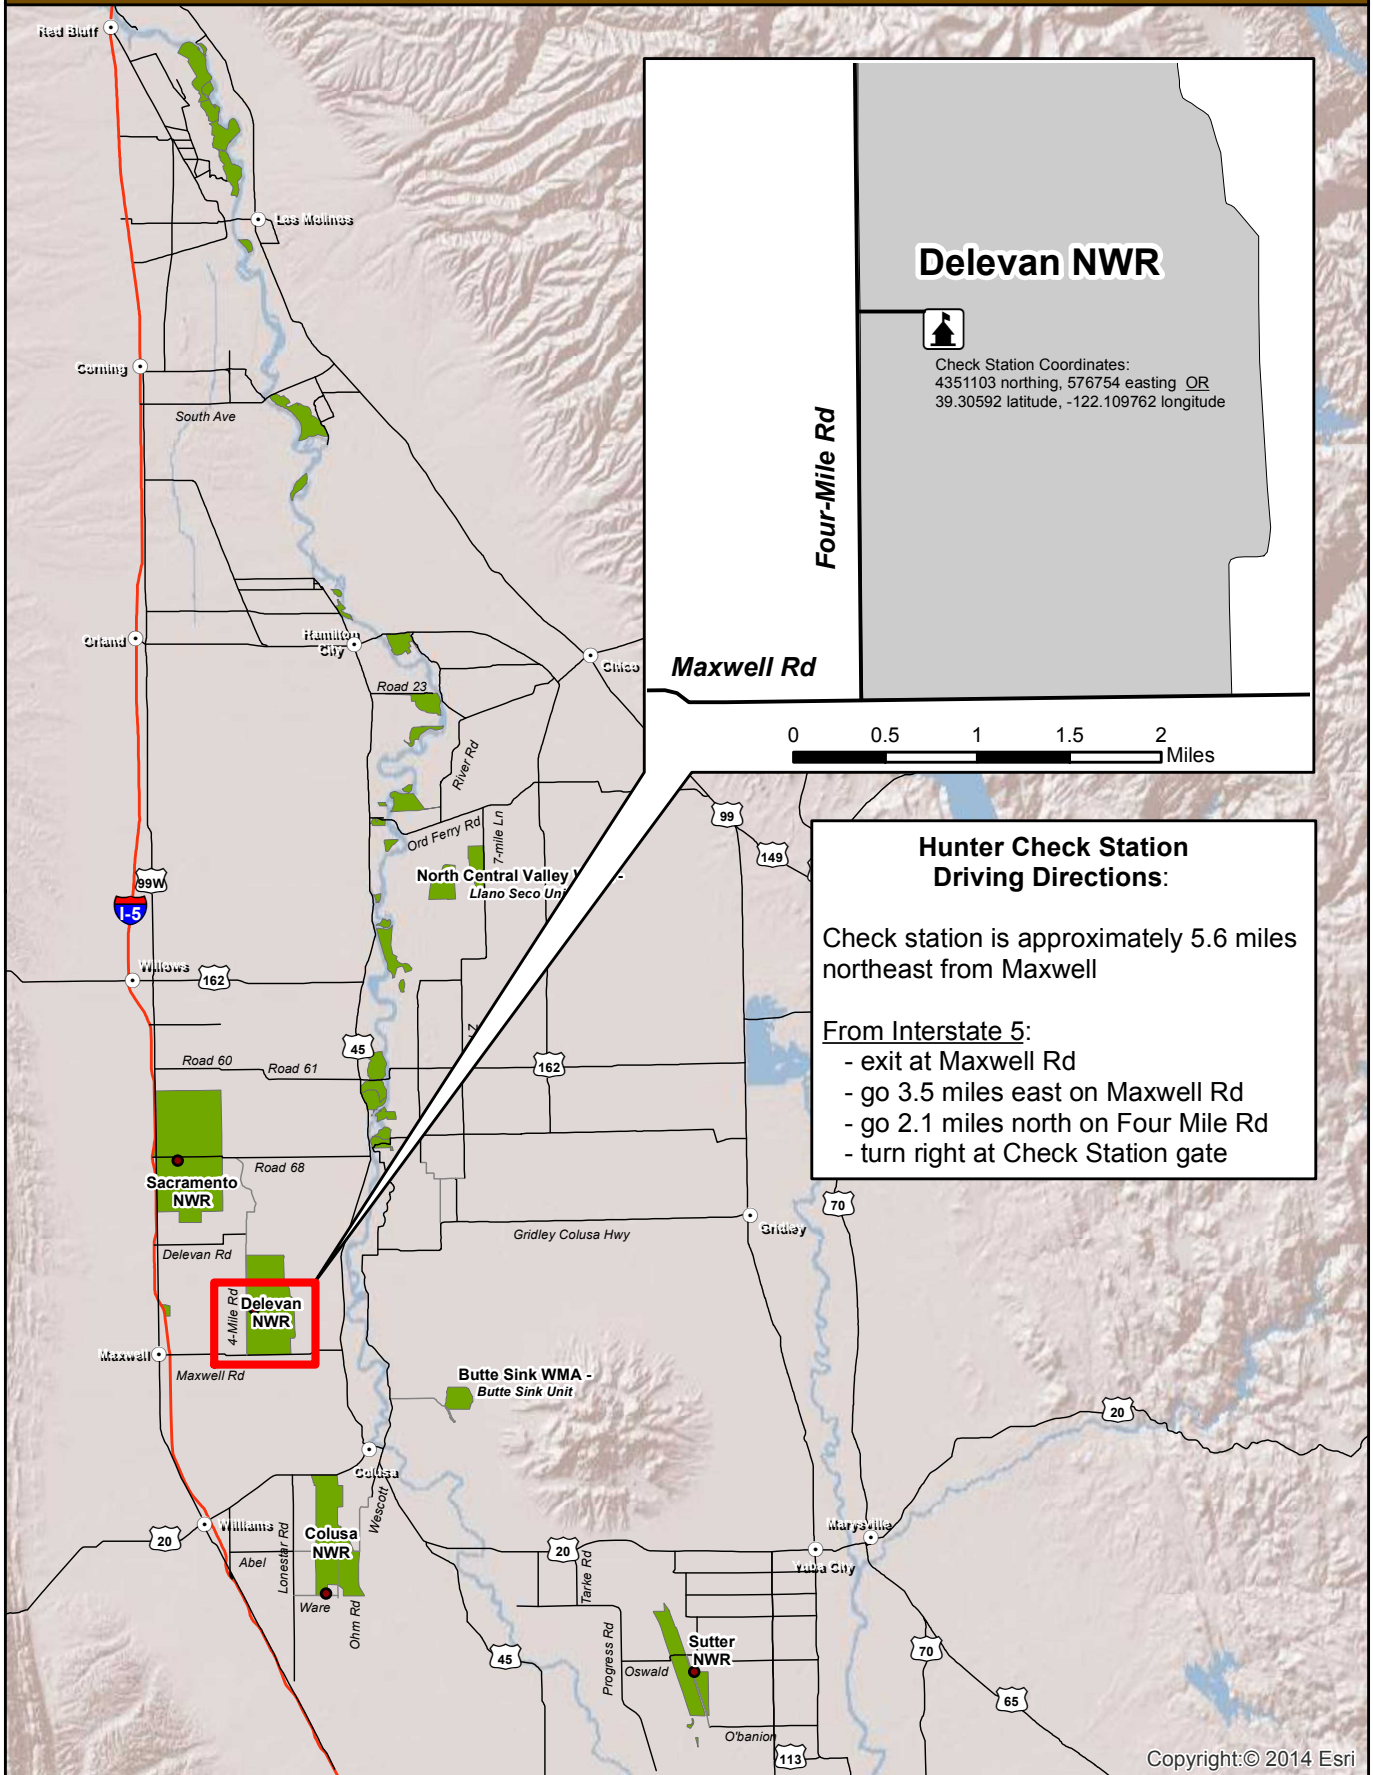 Red Bluff
Los Molinos
Corning
South Ave
Orland
Hamilton
City
Chico
Road 23
River Rd
Ord Ferry Rd
7-mile Ln
North Central Valley
Llano Seco Uni
99W
I-5
Willows
162
45
Road 60
Road 61
162
Z
99
149
Sacramento
NWR
Road 68
Delevan Rd
4-Mile Rd
Delevan
NWR
Maxwell
Maxwell Rd
Gridley Colusa Hwy
Gridley
70
Butte Sink WMA -
Butte Sink Unit
20
Colusa
Wescott
Williams
20
Abel
Lonestar Rd
Colusa
NWR
Ware
Ohm Rd
20
Tarke Rd
Marysville
Yuba City
45
Progress Rd
Oswald
Sutter
NWR
O'banion
113
70
65
Delevan NWR
Check Station Coordinates:
4351103 northing, 576754 easting OR
39.30592 latitude, -122.109762 longitude
Four-Mile Rd
Maxwell Rd
0 0.5 1 1.5 2
Miles
Hunter Check Station
Driving Directions:
Check station is approximately 5.6 miles
northeast from Maxwell
From Interstate 5:
- exit at Maxwell Rd
- go 3.5 miles east on Maxwell Rd
- go 2.1 miles north on Four Mile Rd
- turn right at Check Station gate
Copyright:© 2014 Esri